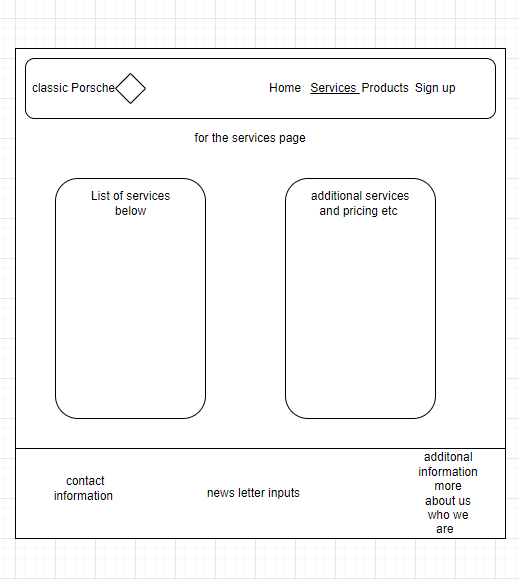 classic Porsche
Home Services Products Sign up
for the services page
List of services
below
additional services
and pricing etc
contact
information
news letter inputs
additonal
information
more
about us
who we
are